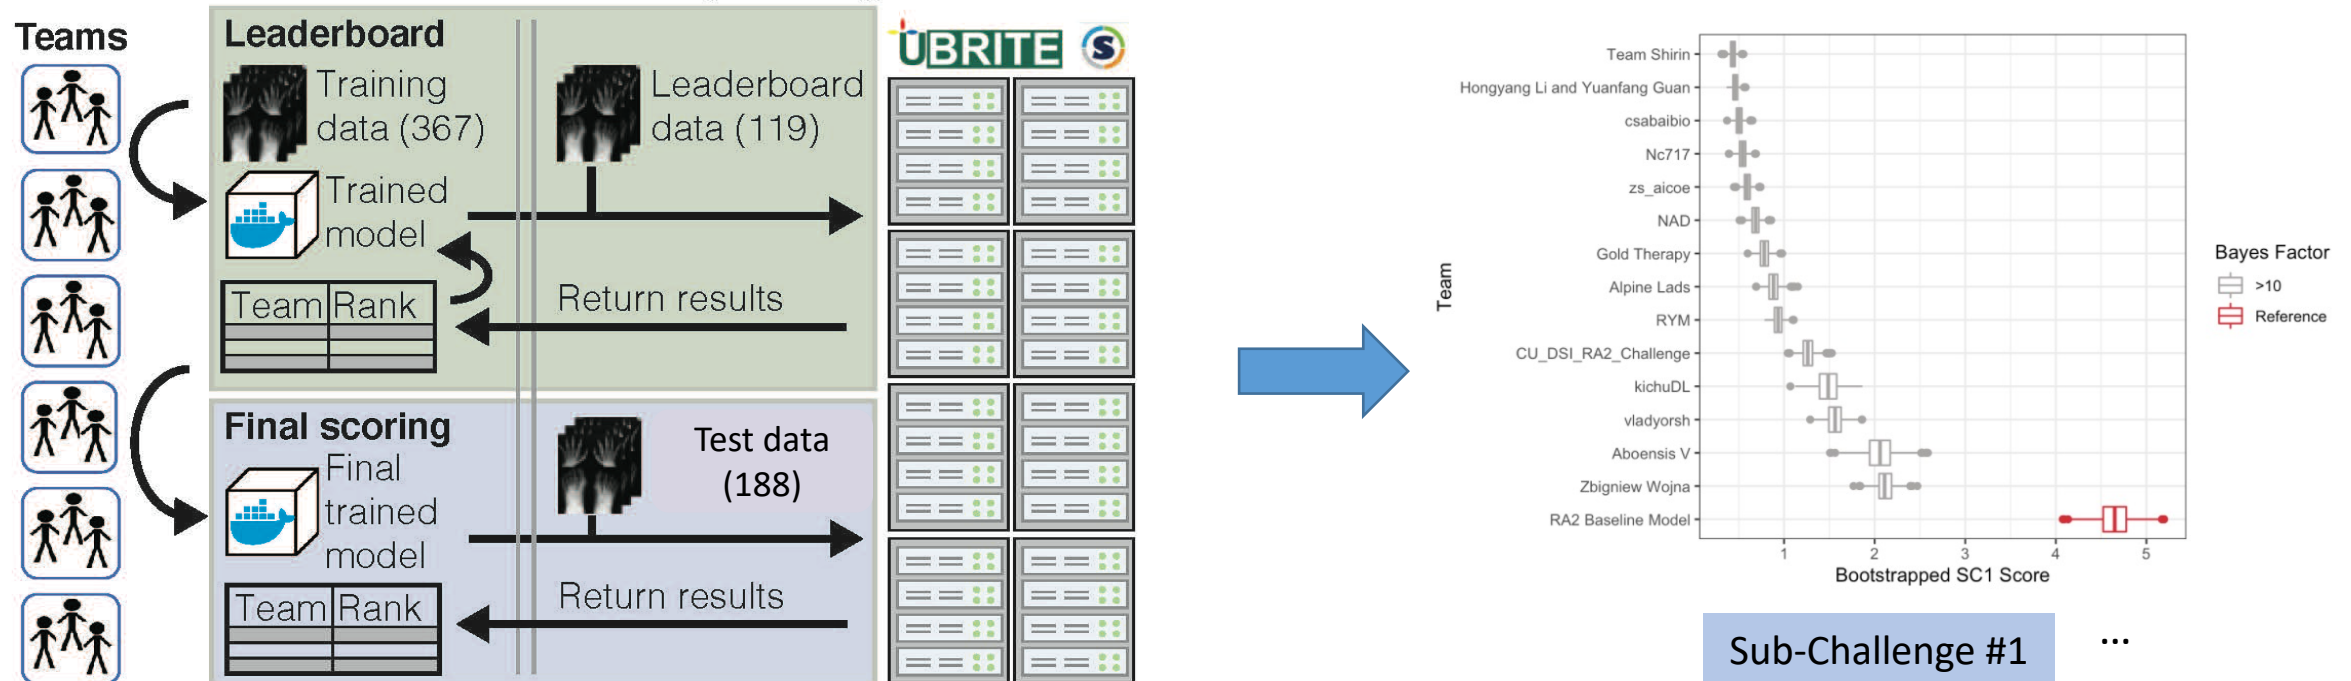 Teams
Leaderboard
Training
data (367)
Leaderboard
data (119)
Trained
model
Team Rank
Return results
Final scoring
Final
trained
model
Test data
(188)
Team Rank
Return results
UBRITE
S
Team
Team Shirin
Hongyang Li and Yuanfang Guan
csabaibio
Nc717
zs_aicoe
NAD
Gold Therapy
Alpine Lads
RYM
CU_DSI_RA2_Challenge
kichuDL
vladyorsh
Aboensis V
Zbigniew Wojna
RA2 Baseline Model
1 2 3 4 5
Bootstrapped SC1 Score
Bayes Factor
>10
Reference
Sub-Challenge #1
...